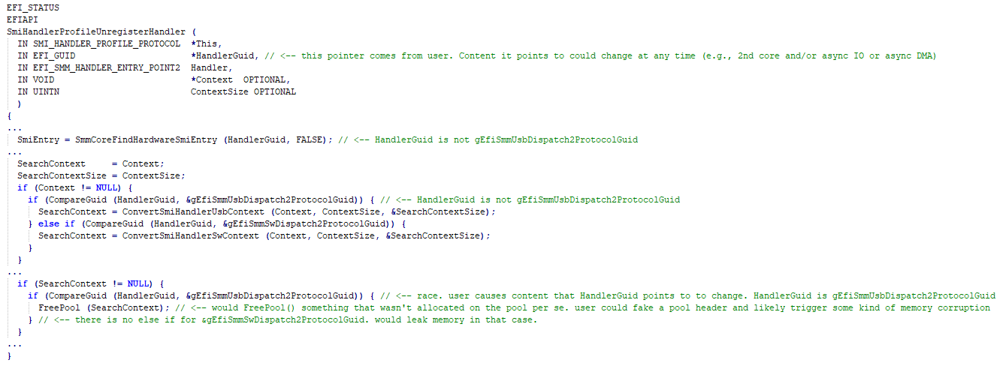 EFI_STATUS
EFIAPI
SmiHandlerProfileUnregisterHandler (
  IN SMI_HANDLER_PROFILE_PROTOCOL  *This,
  IN EFI_GUID                      *HandlerGuid, // <-- this pointer comes from user. Content it points to could change at any time (e.g., 2nd core and/or async IO or async DMA)
  IN EFI_SMM_HANDLER_ENTRY_POINT2  Handler,
  IN VOID                          *Context  OPTIONAL,
  IN UINTN                         ContextSize OPTIONAL
  )
{
...
  SmiEntry = SmmCoreFindHardwareSmiEntry (HandlerGuid, FALSE); // <-- HandlerGuid is not gEfiSmmUsbDispatch2ProtocolGuid
...
  SearchContext     = Context;
  SearchContextSize = ContextSize;
  if (Context != NULL) {
    if (CompareGuid (HandlerGuid, &gEfiSmmUsbDispatch2ProtocolGuid)) { // <-- HandlerGuid is not gEfiSmmUsbDispatch2ProtocolGuid
      SearchContext = ConvertSmiHandlerUsbContext (Context, ContextSize, &SearchContextSize);
    } else if (CompareGuid (HandlerGuid, &gEfiSmmSwDispatch2ProtocolGuid)) {
      SearchContext = ConvertSmiHandlerSwContext (Context, ContextSize, &SearchContextSize);
    }
  }
...
  if (SearchContext != NULL) {
    if (CompareGuid (HandlerGuid, &gEfiSmmUsbDispatch2ProtocolGuid)) { // <-- race. user causes content that HandlerGuid points to to change. HandlerGuid is gEfiSmmUsbDispatch2ProtocolGuid
      FreePool (SearchContext); // <-- would FreePool() something that wasn't allocated on the pool per se. user could fake a pool header and likely trigger some kind of memory corruption
    } // <-- there is no else if for &gEfiSmmSwDispatch2ProtocolGuid. would leak memory in that case.
  }
...
}